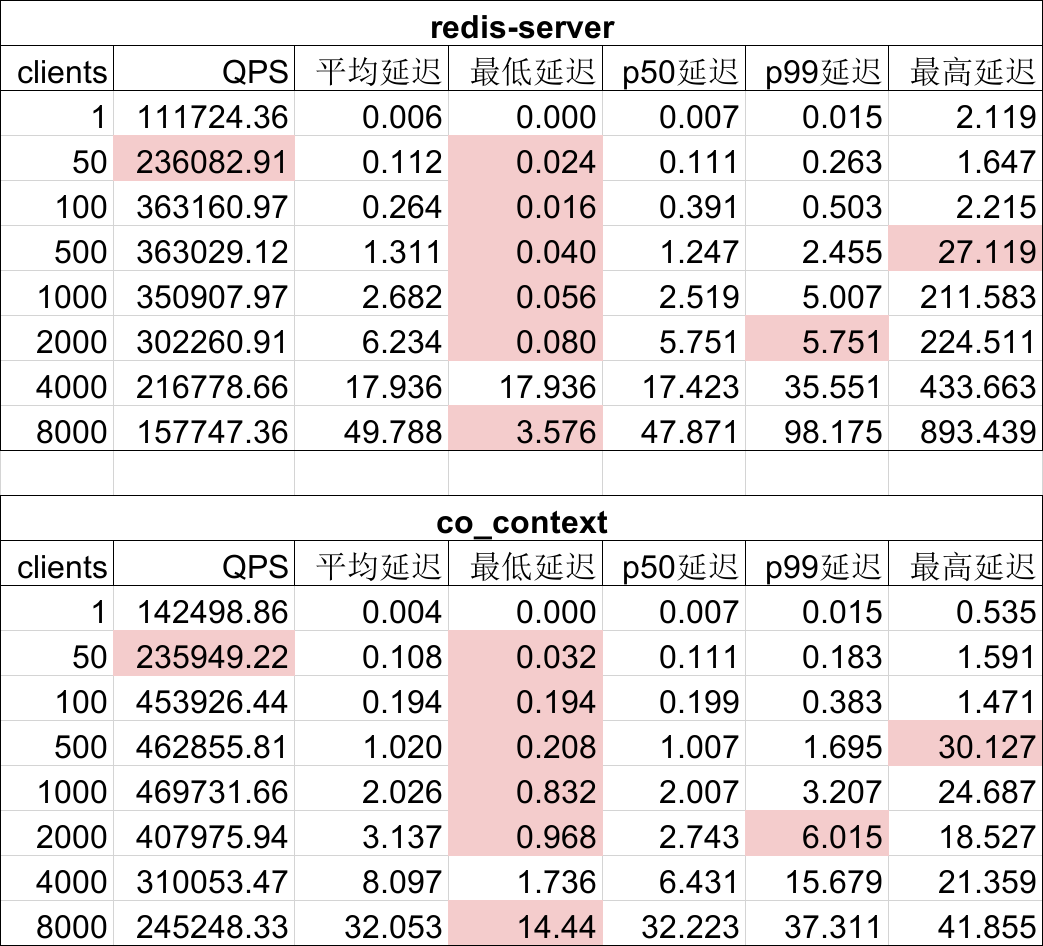 redis-server
clients QPS 平均延迟 最低延迟 p50延迟 p99延迟 最高延迟
1 111724.36 0.006 0.000 0.007 0.015 2.119
50 236082.91 0.112 0.024 0.111 0.263 1.647
100 363160.97 0.264 0.016 0.391 0.503 2.215
500 363029.12 1.311 0.040 1.247 2.455 27.119
1000 350907.97 2.682 0.056 2.519 5.007 211.583
2000 302260.91 6.234 0.080 5.751 5.751 224.511
4000 216778.66 17.936 17.936 17.423 35.551 433.663
8000 157747.36 49.788 3.576 47.871 98.175 893.439
co_context
clients QPS 平均延迟 最低延迟 p50延迟 p99延迟 最高延迟
1 142498.86 0.004 0.000 0.007 0.015 0.535
50 235949.22 0.108 0.032 0.111 0.183 1.591
100 453926.44 0.194 0.194 0.199 0.383 1.471
500 462855.81 1.020 0.208 1.007 1.695 30.127
1000 469731.66 2.026 0.832 2.007 3.207 24.687
2000 407975.94 3.137 0.968 2.743 6.015 18.527
4000 310053.47 8.097 1.736 6.431 15.679 21.359
8000 245248.33 32.053 14.44 32.223 37.311 41.855